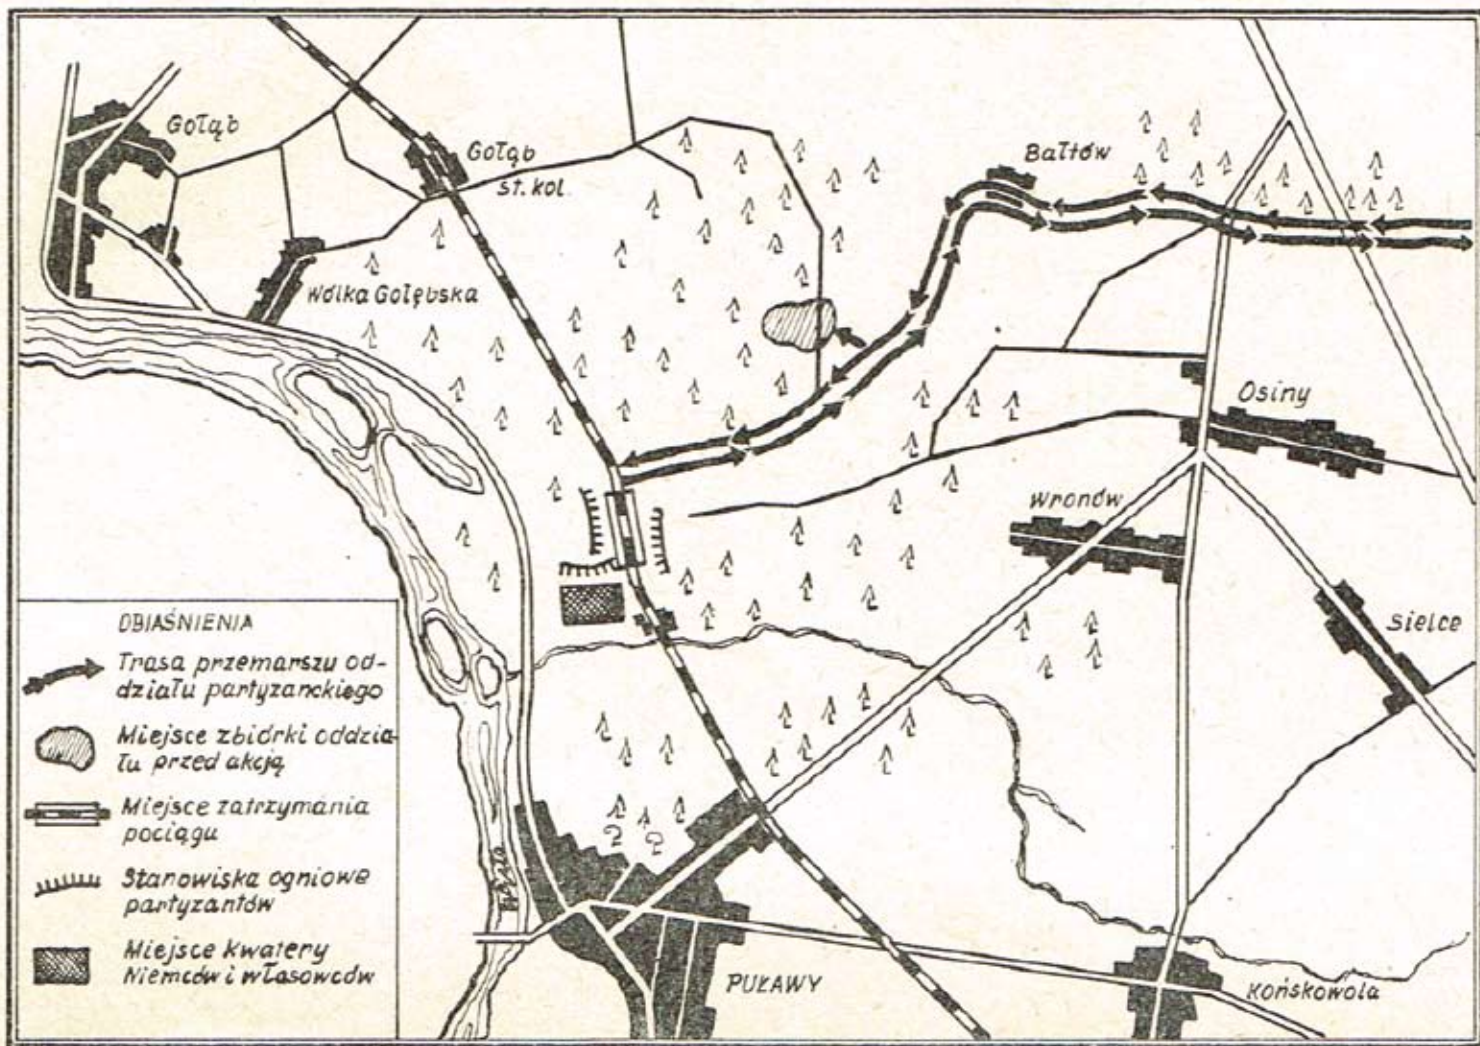 Gołąb
Gołąb
st. kol.
Bałtów
Wólka Gołębska
Osiny
Wronów
Sielce
OBJAŚNIENIA
Trasa przemarszu od-
działu partyzanckiego
Miejsce zbiórki oddzia-
łu przed akcją
Miejsce zatrzymania
pociągu
Stanowiska ogniowe
partyzantów
Miejsce kwatery
Niemców i własowców
PUŁAWY
Końskowola